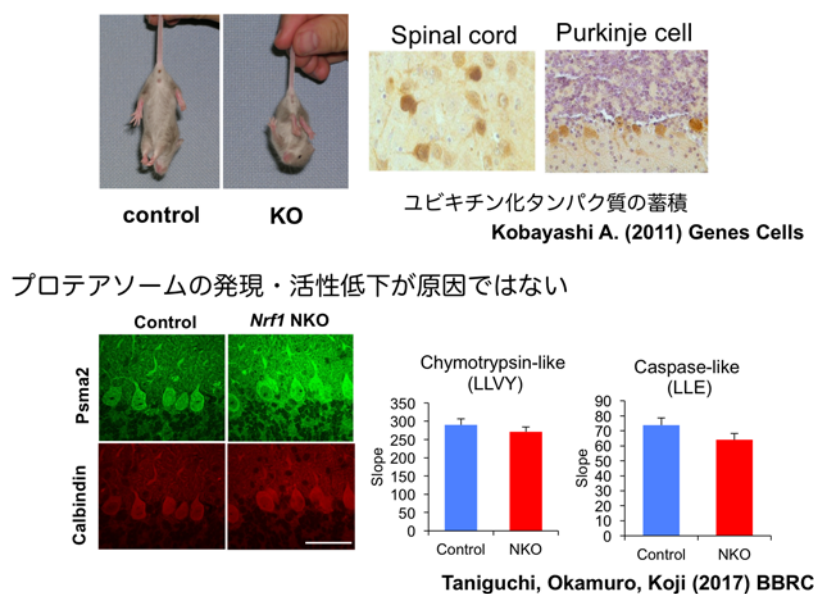 Spinal cord
Purkinje cell
control
KO
ユビキチン化タンパク質の蓄積
Kobayashi A. (2011) Genes Cells
プロテアソームの発現・活性低下が原因ではない
Control
Nrf1 NKO
Psma2
Calbindin
Chymotrypsin-like
(LLVY)
Slope
350
300
250
200
150
100
50
0
Control
NKO
Caspase-like
(LLE)
Slope
90
80
70
60
50
40
30
20
10
0
Control
NKO
Taniguchi, Okamuro, Koji (2017) BBRC